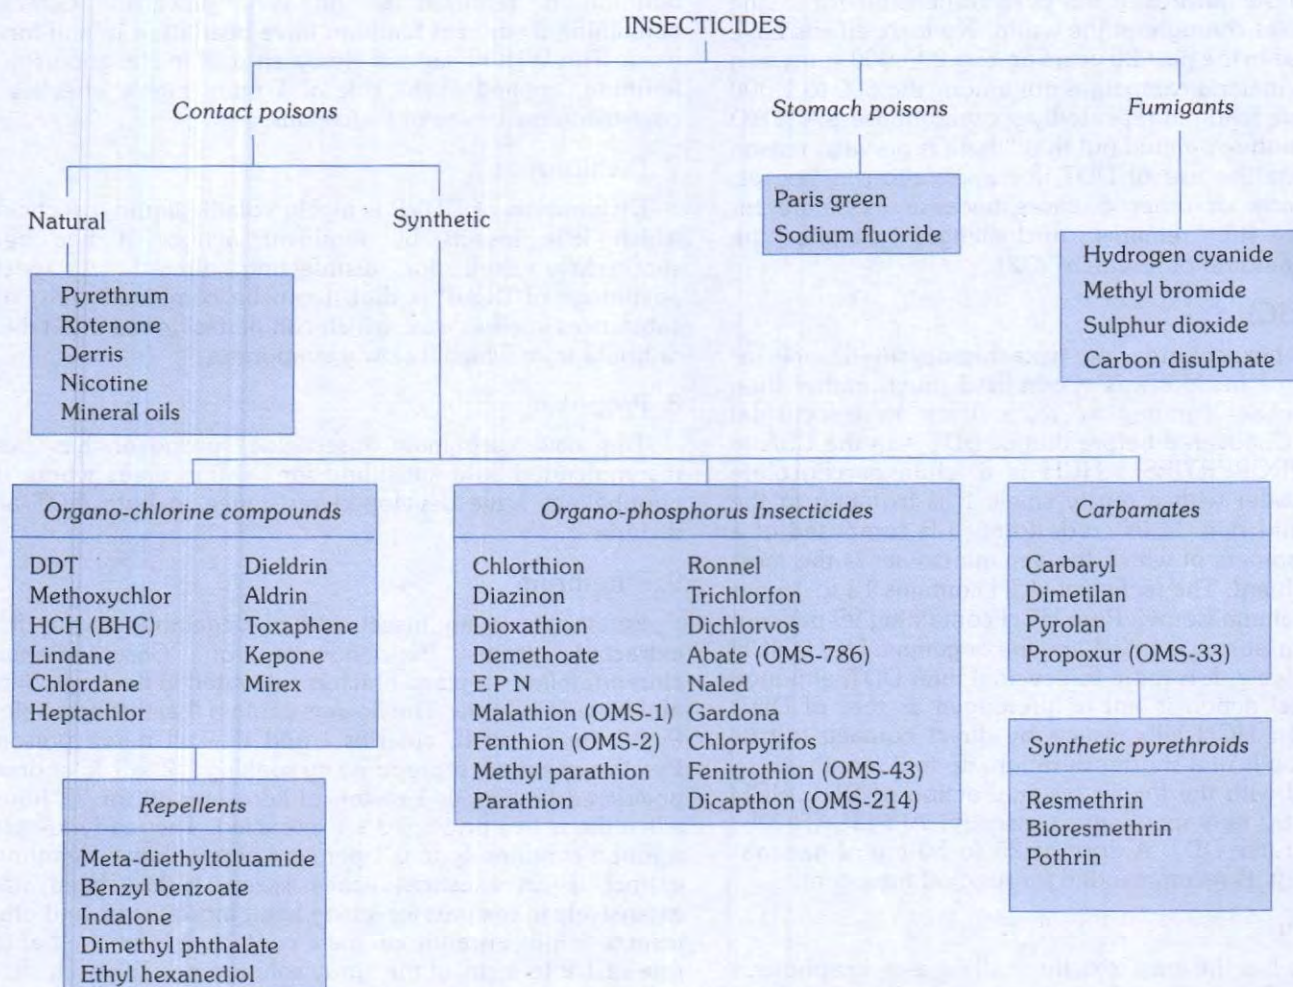 INSECTICIDES
Contact poisons
Stomach poisons
Fumigants
Natural
Synthetic
Paris green
Sodium fluoride
Hydrogen cyanide
Methyl bromide
Sulphur dioxide
Carbon disulphate
Pyrethrum
Rotenone
Derris
Nicotine
Mineral oils
Organo-chlorine compounds
DDT
Methoxychlor
HCH (BHC)
Lindane
Chlordane
Heptachlor
Dieldrin
Aldrin
Toxaphene
Kepone
Mirex
Organo-phosphorus Insecticides
Chlorthion
Diazinon
Dioxathion
Demethoate
E P N
Malathion (OMS-1)
Fenthion (OMS-2)
Methyl parathion
Parathion
Ronnel
Trichlorfon
Dichlorvos
Abate (OMS-786)
Naled
Gardona
Chlorpyrifos
Fenitrothion (OMS-43)
Dicapthon (OMS-214)
Carbamates
Carbaryl
Dimetilan
Pyrolan
Propoxur (OMS-33)
Synthetic pyrethroids
Resmethrin
Bioresmethrin
Pothrin
Repellents
Meta-diethyltoluamide
Benzyl benzoate
Indalone
Dimethyl phthalate
Ethyl hexanediol